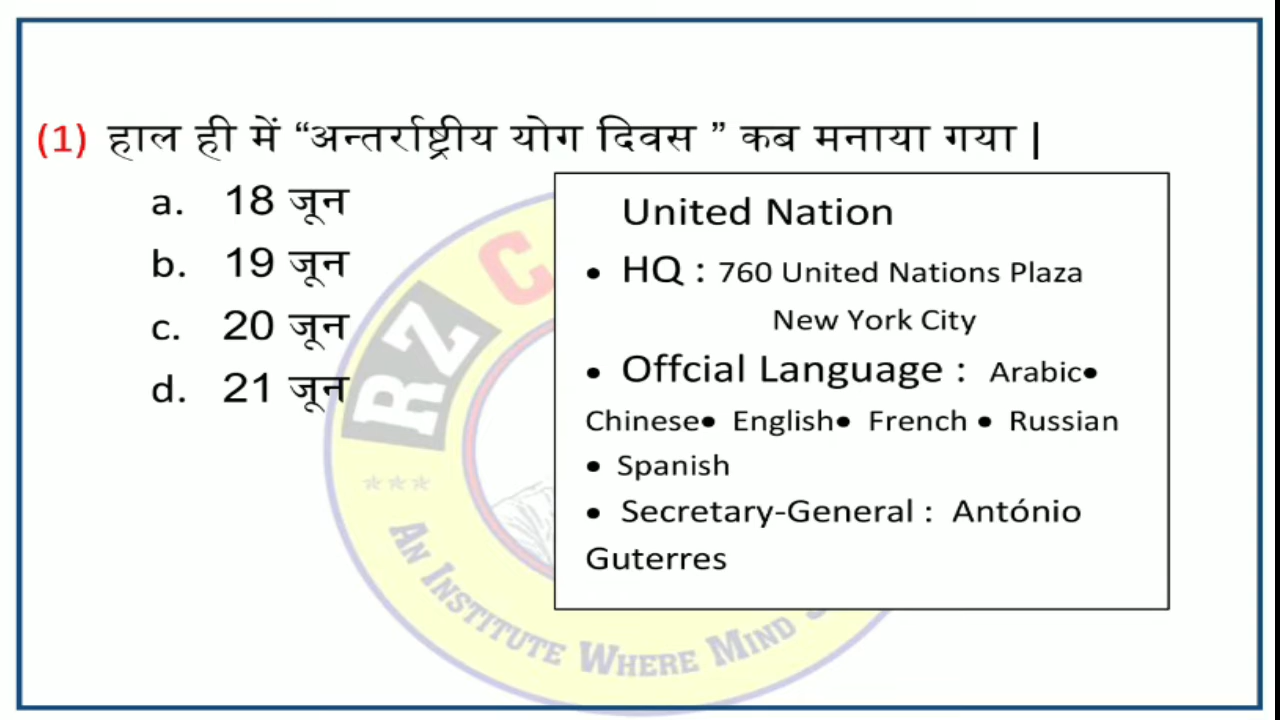 (1) हाल ही में “अन्तर्राष्ट्रीय योग दिवस ” कब मनाया गया |
a. 18 जून
b. 19 जून
c. 20 जून
d. 21 जून
United Nation
• HQ : 760 United Nations Plaza
New York City
• Offcial Language : Arabic•
Chinese• English• French • Russian
• Spanish
• Secretary-General : António
Guterres
RZ C
AN INSTITUTE WHERE MIND